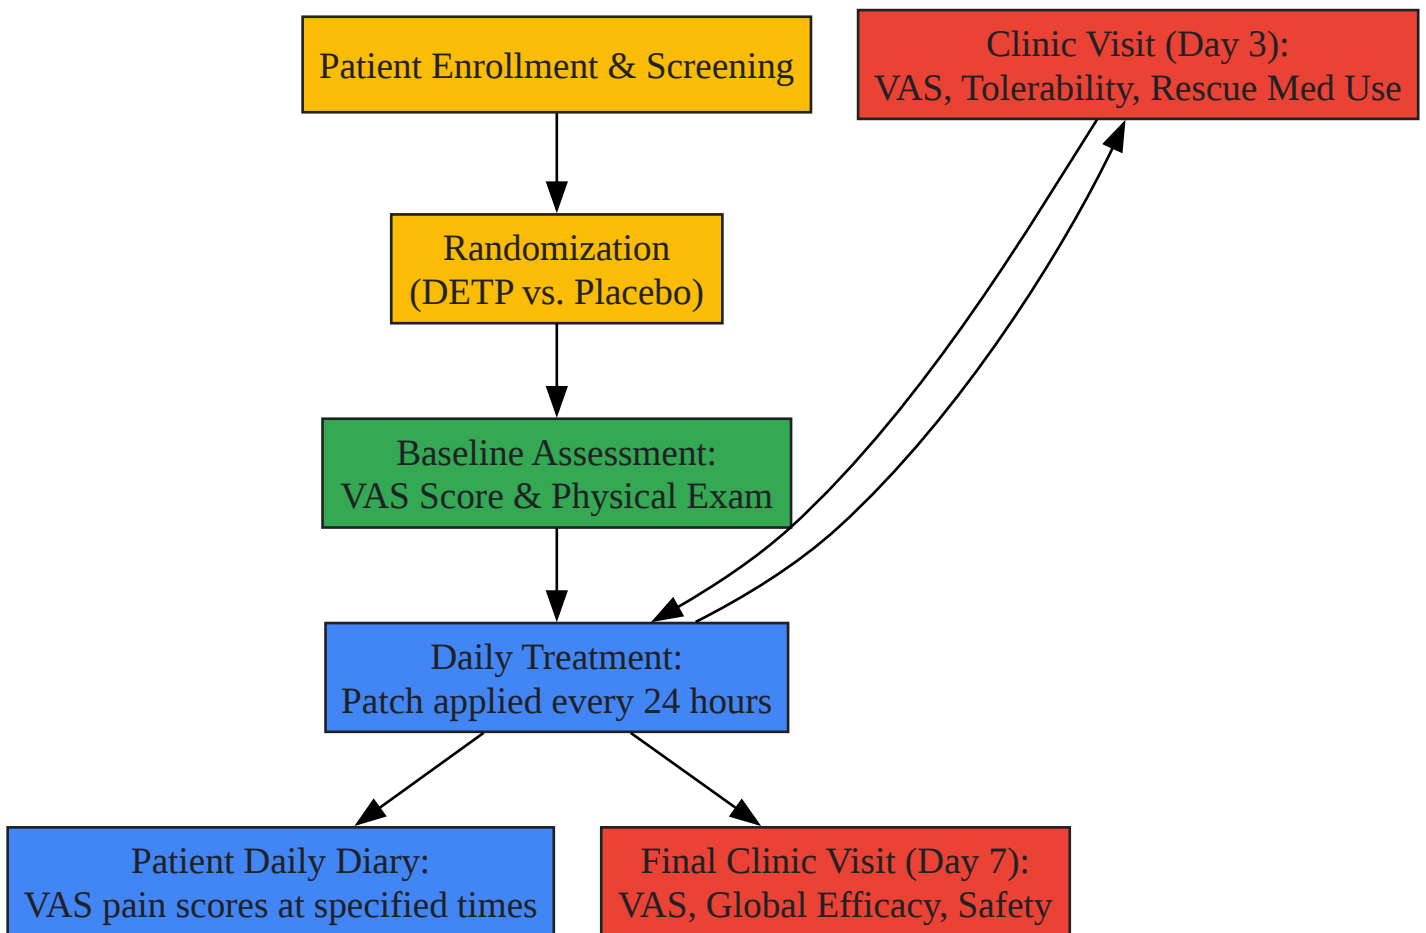 Patient Enrollment & Screening
Clinic Visit (Day 3):
VAS, Tolerability, Rescue Med Use
Randomization
(DETP vs. Placebo)
Baseline Assessment:
VAS Score & Physical Exam
Daily Treatment:
Patch applied every 24 hours
Patient Daily Diary:
VAS pain scores at specified times
Final Clinic Visit (Day 7):
VAS, Global Efficacy, Safety